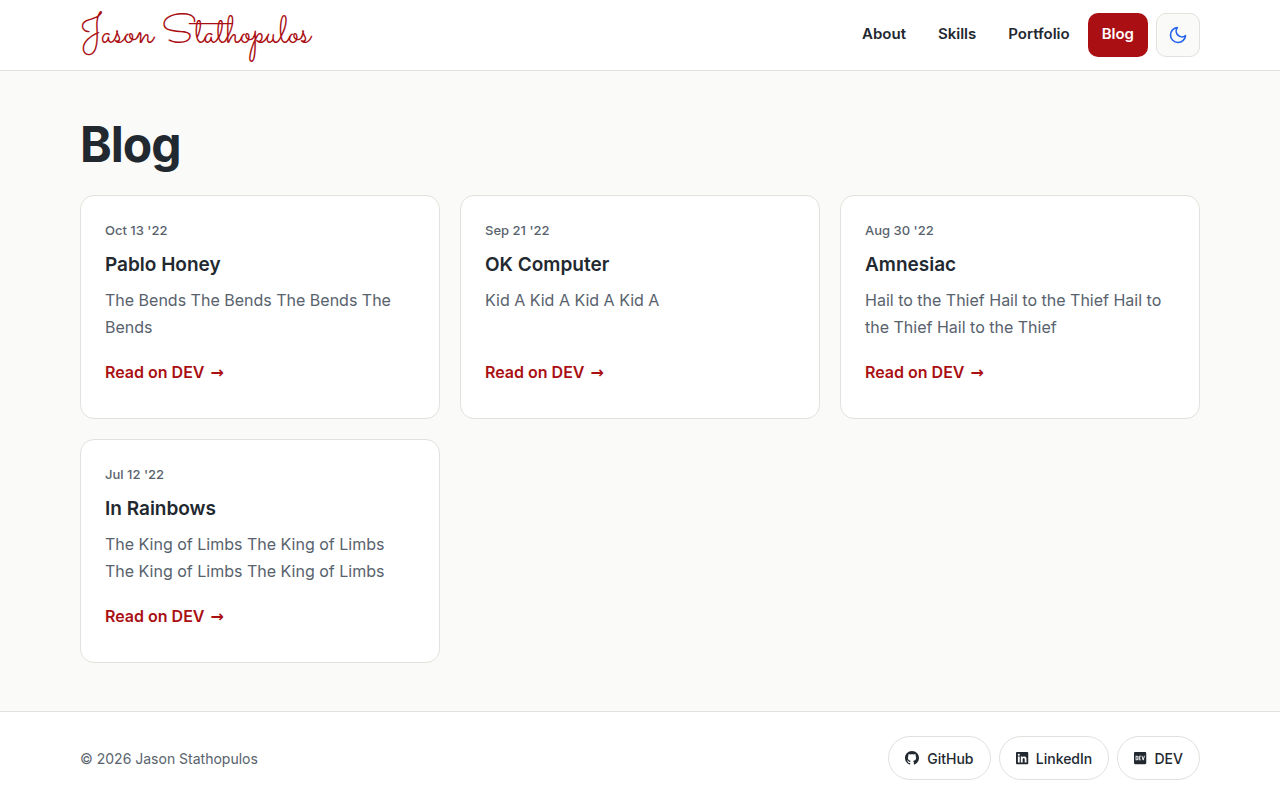 Jason Stathopulos
About
Skills
Portfolio
Blog
Blog
Oct 13 '22
Pablo Honey
The Bends The Bends The Bends The
Bends
Read on DEV →
Sep 21 '22
OK Computer
Kid A Kid A Kid A Kid A
Read on DEV →
Aug 30 '22
Amnesiac
Hail to the Thief Hail to the Thief Hail to
the Thief Hail to the Thief
Read on DEV →
Jul 12 '22
In Rainbows
The King of Limbs The King of Limbs
The King of Limbs The King of Limbs
Read on DEV →
© 2026 Jason Stathopulos
GitHub
LinkedIn
DEV